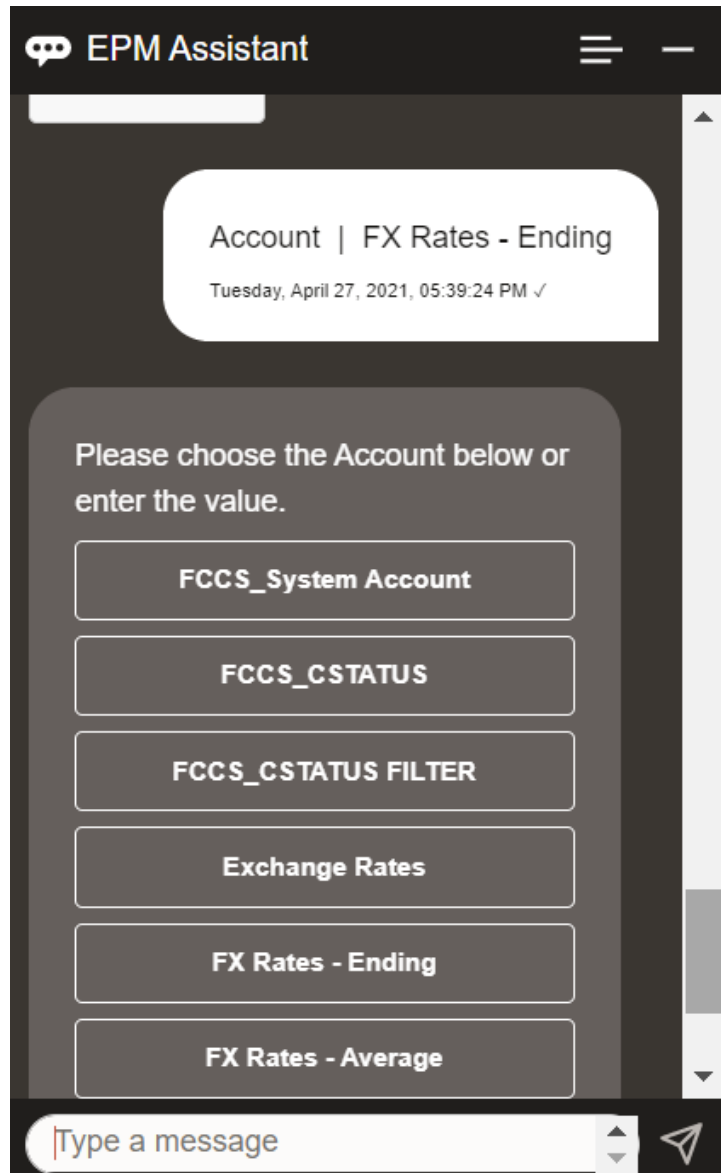 EPM Assistant
Account | FX Rates - Ending
Tuesday, April 27, 2021, 05:39:24 PM ✓
Please choose the Account below or
enter the value.
FCCS_System Account
FCCS_CSTATUS
FCCS_CSTATUS FILTER
Exchange Rates
FX Rates - Ending
FX Rates - Average
Type a message